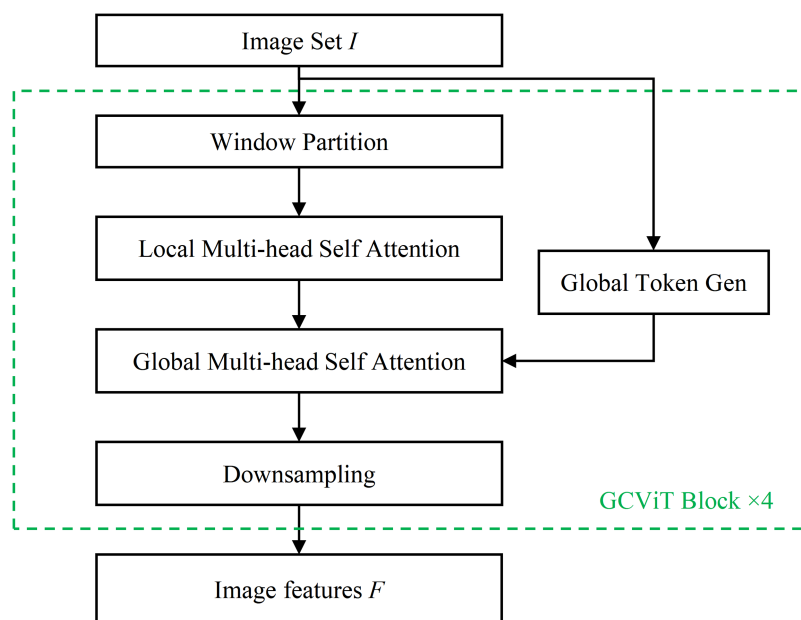 Image Set I
Window Partition
Local Multi-head Self Attention
Global Token Gen
Global Multi-head Self Attention
Downsampling
GCViT Block ×4
Image features F